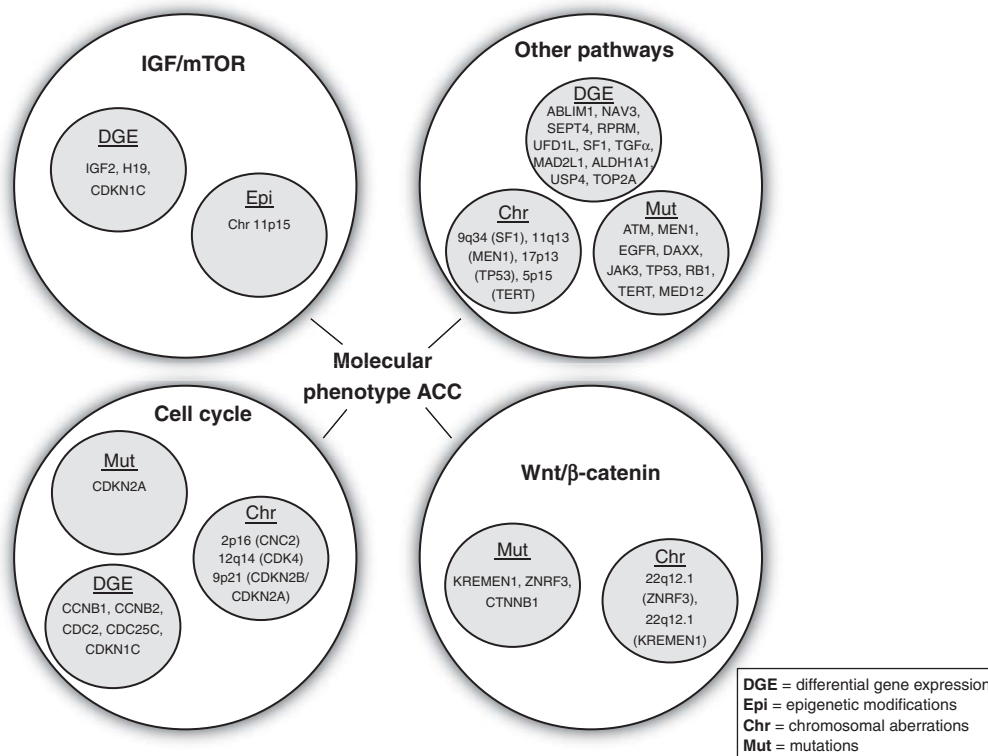 IGF/mTOR
DGE
IGF2, H19,
CDKN1C
Epi
Chr 11p15
Other pathways
DGE
ABLIM1, NAV3,
SEPT4, RPRM,
UFD1L, SF1, TGFα,
MAD2L1, ALDH1A1,
USP4, TOP2A
Chr
9q34 (SF1), 11q13
(MEN1), 17p13
(TP53), 5p15
(TERT)
Mut
ATM, MEN1,
EGFR, DAXX,
JAK3, TP53, RB1,
TERT, MED12
Molecular
phenotype ACC
Cell cycle
Mut
CDKN2A
Chr
2p16 (CNC2)
12q14 (CDK4)
9p21 (CDKN2B/
CDKN2A)
DGE
CCNB1, CCNB2,
CDC2, CDC25C,
CDKN1C
Wnt/β-catenin
Mut
KREMEN1, ZNRF3,
CTNNB1
Chr
22q12.1
(ZNRF3),
22q12.1
(KREMEN1)
DGE = differential gene expression
Epi = epigenetic modifications
Chr = chromosomal aberrations
Mut = mutations